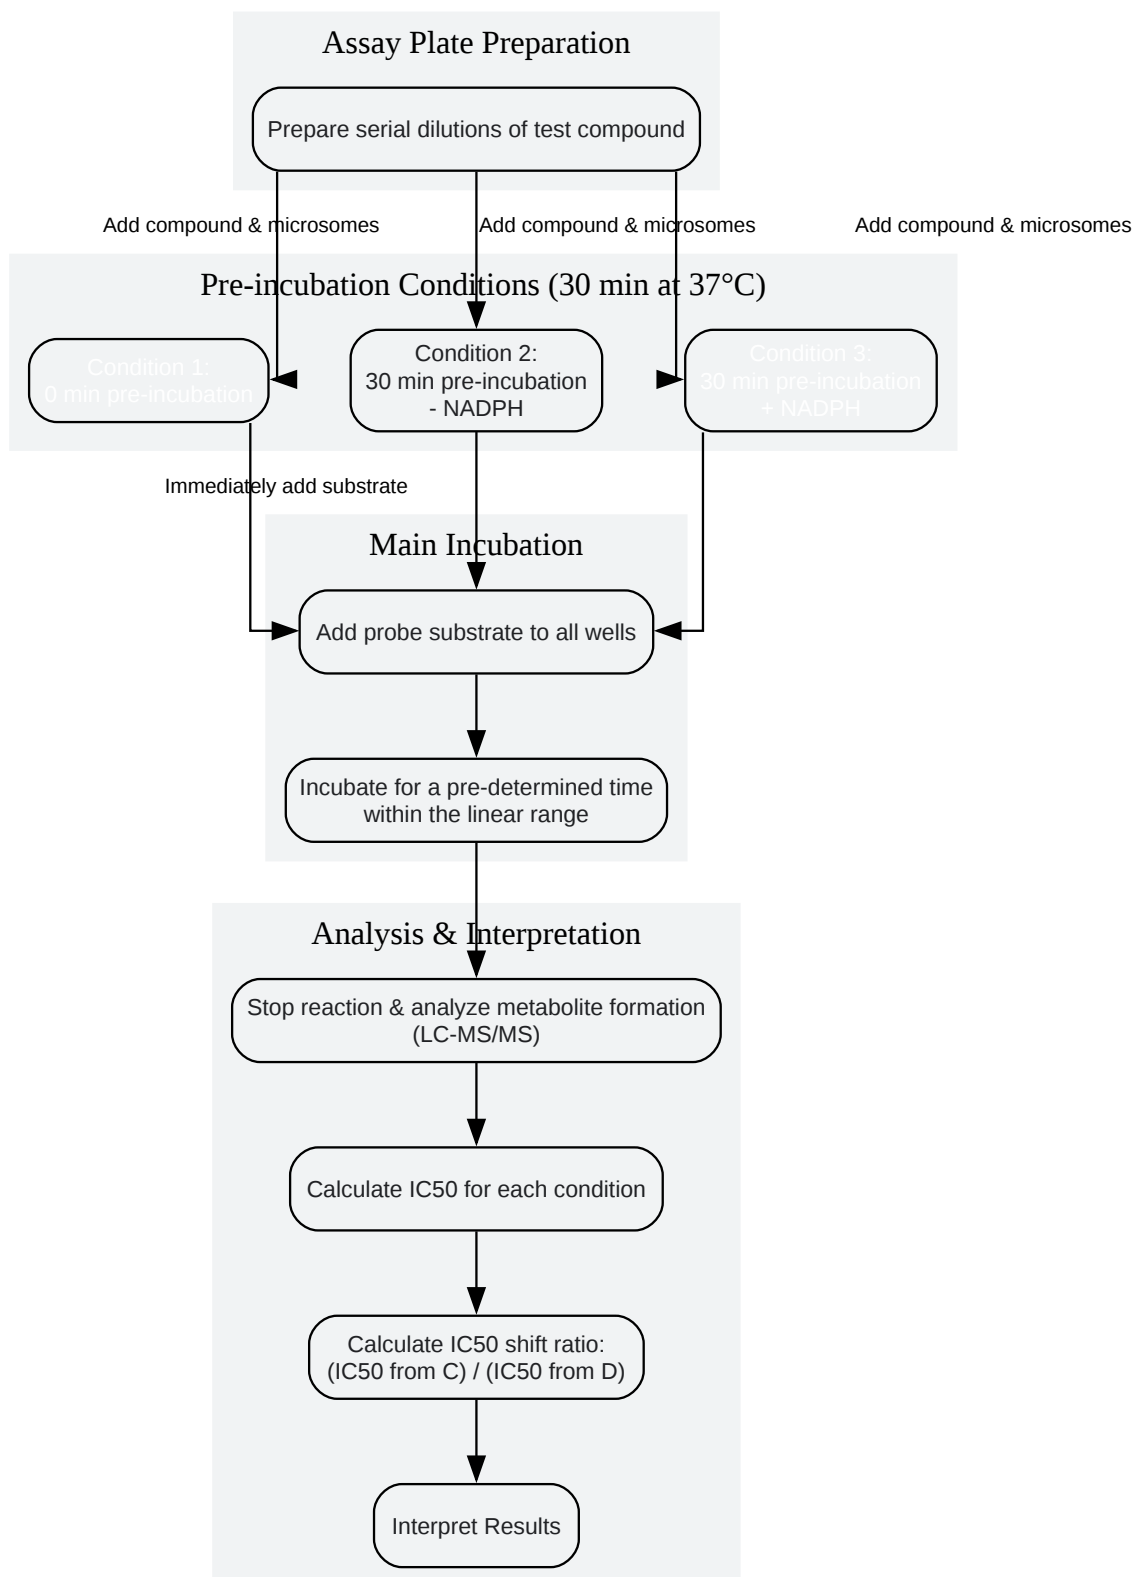 Assay Plate Preparation
Prepare serial dilutions of test compound
Add compound & microsomes
Add compound & microsomes
Add compound & microsomes
Pre-incubation Conditions (30 min at 37°C)
Condition 1:
0 min pre-incubation
Condition 2:
30 min pre-incubation
- NADPH
Condition 3:
30 min pre-incubation
+ NADPH
Immediately add substrate
Main Incubation
Add probe substrate to all wells
Incubate for a pre-determined time
within the linear range
Analysis & Interpretation
Stop reaction & analyze metabolite formation
(LC-MS/MS)
Calculate IC50 for each condition
Calculate IC50 shift ratio:
(IC50 from C) / (IC50 from D)
Interpret Results